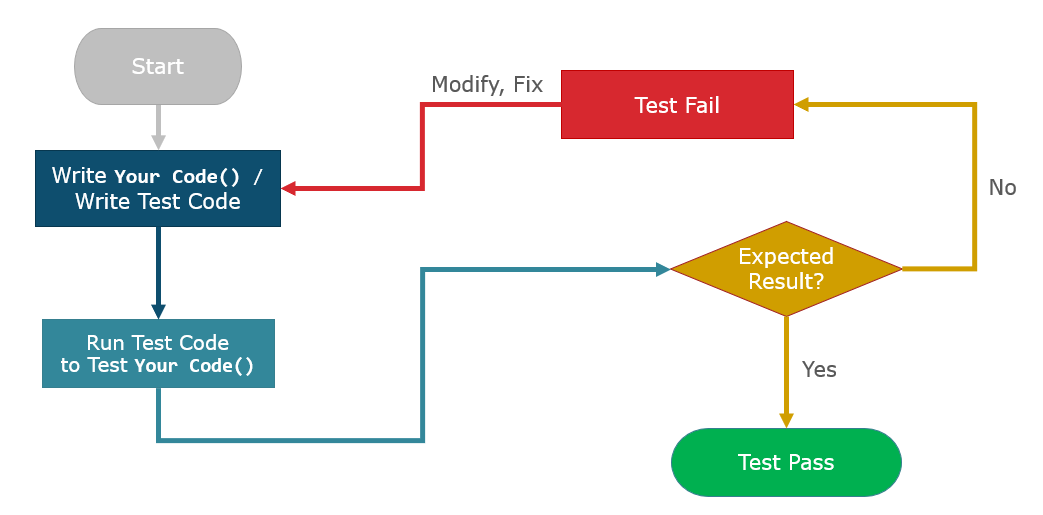 Start
Write Your Code() /
Write Test Code
Run Test Code
to Test Your Code()
Modify, Fix
Test Fail
No
Expected
Result?
Yes
Test Pass